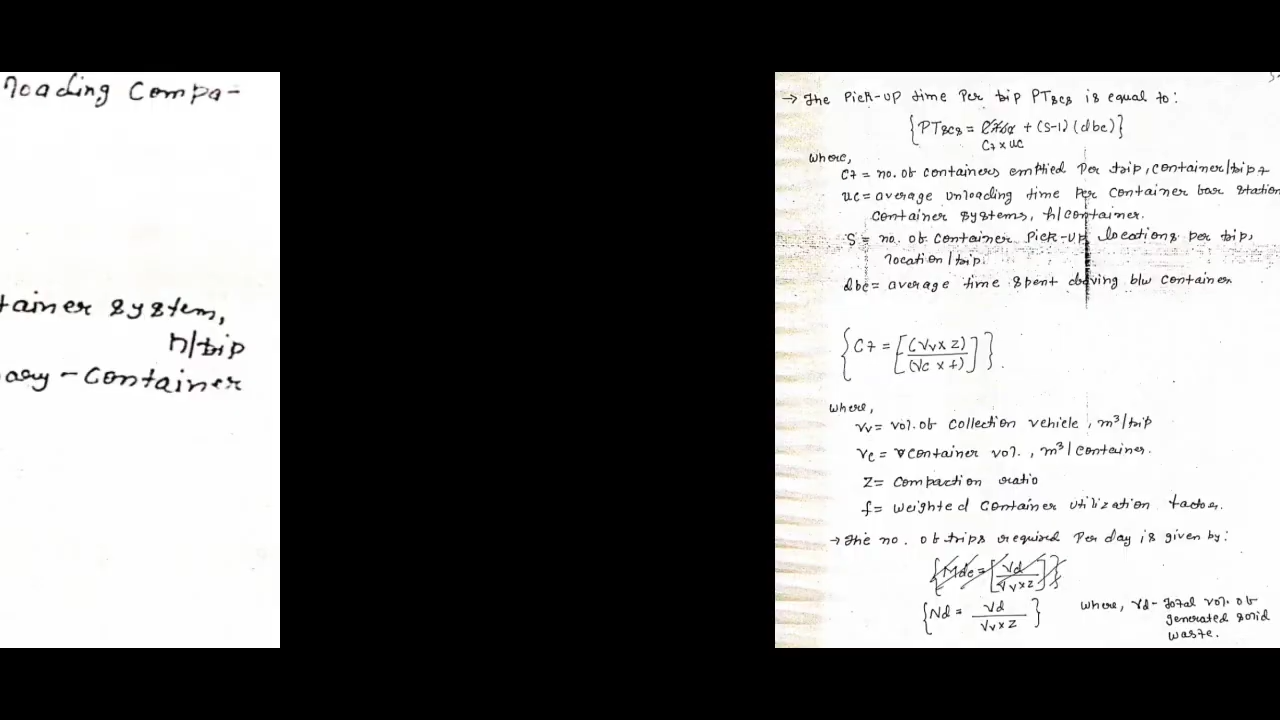 loading Compa-
tainer system,
h/trip
ary - Container
→ The Pick-up time Per trip PTscs is equal to:
{PTscs = + (S-1) (dbc)}
CT x uc
where,
CT = no. of containers emptied Per trip, container/trip
uc = average unloading time Per container for station
container systems, h/container.
S = no. of container Pick-up locations per trip,
location/trip.
dbc = average time spent driving b/w container
{CT = [(Vv x Z) / (Vc x f)]}.
where,
Vv = vol. of collection vehicle, m³/trip
Vc = container vol., m³/container.
Z = Compaction ratio
f = weighted container utilization factor.
→ The no. of trips required Per day is given by:
{Nd = [Vd / Vv x Z]}
{Nd = Vd / Vv x Z} where, Vd - total vol. of
generated solid
waste.